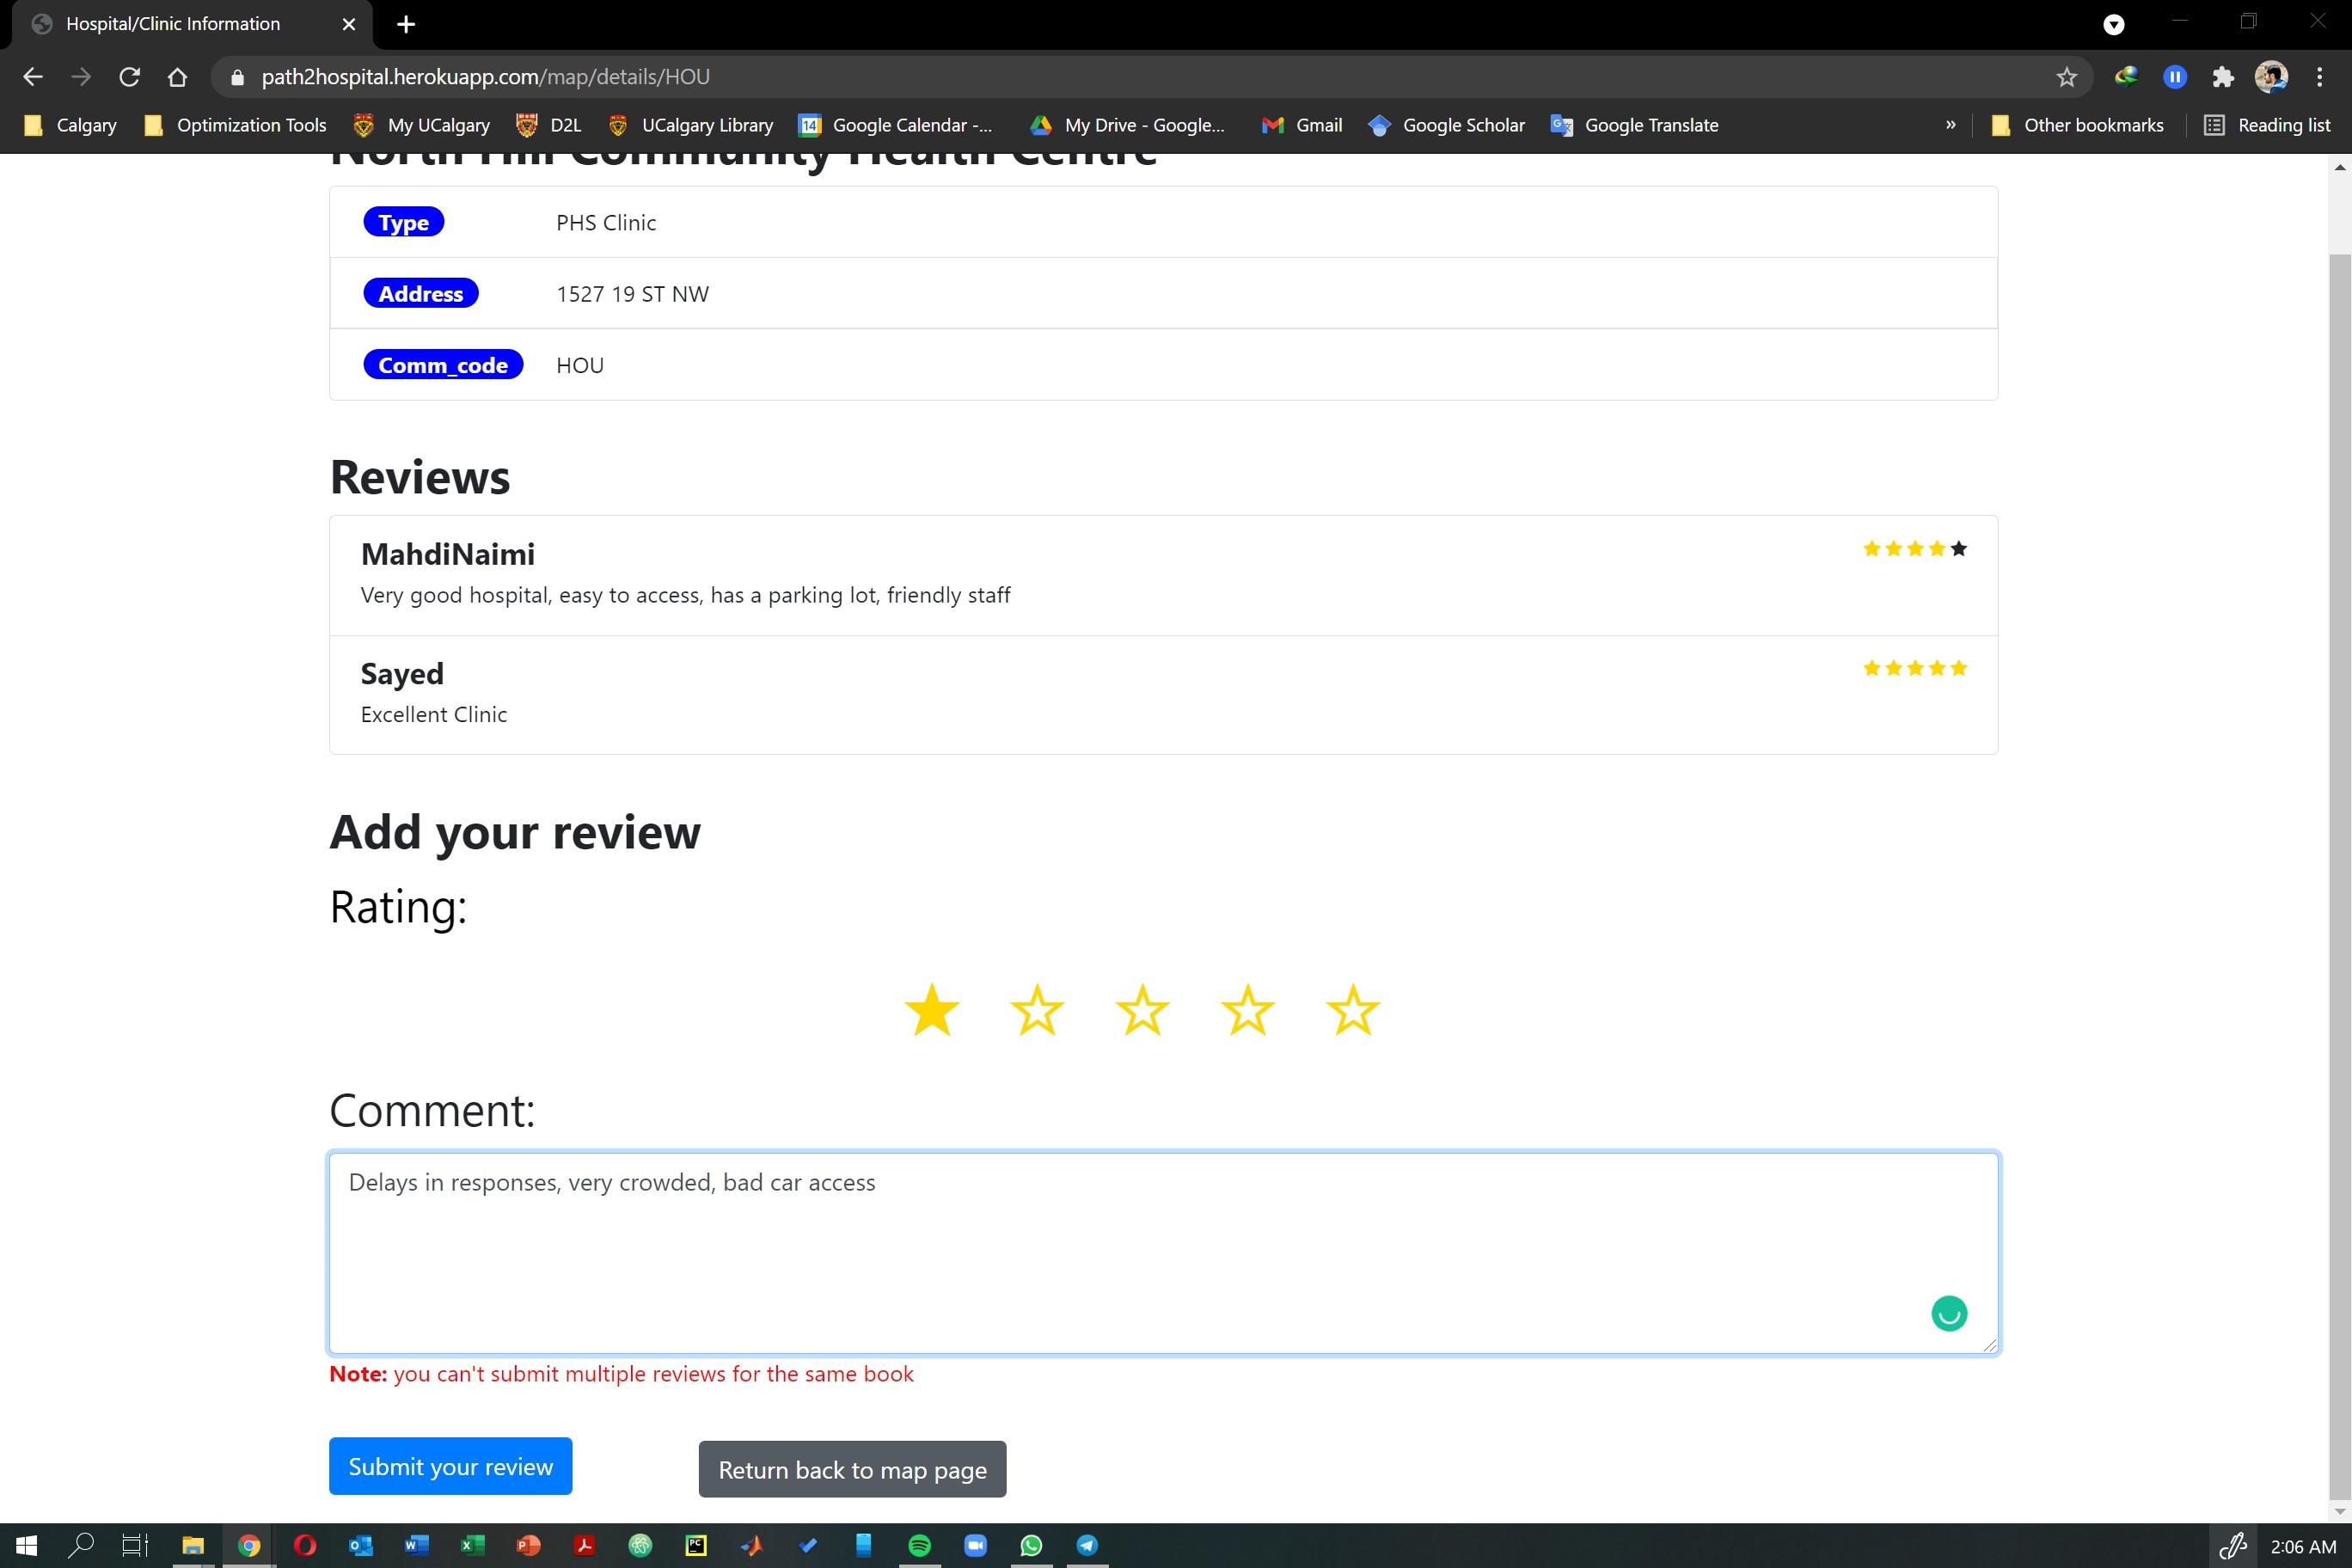 Hospital/Clinic Information
path2hospital.herokuapp.com/map/details/HOU
Calgary
Optimization Tools
My UCalgary
D2L
UCalgary Library
14
Google Calendar -...
My Drive - Google...
Gmail
Google Scholar
Google Translate
»
Other bookmarks
Reading list
North Hill Community Health Centre
Type PHS Clinic
Address 1527 19 ST NW
Comm_code HOU
Reviews
MahdiNaimi
Very good hospital, easy to access, has a parking lot, friendly staff
Sayed
Excellent Clinic
Add your review
Rating:
Comment:
Delays in responses, very crowded, bad car access
Note: you can't submit multiple reviews for the same book
Submit your review
Return back to map page
2:06 AM